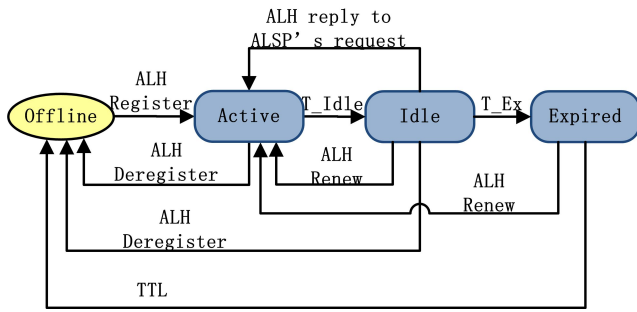 ALH reply to
ALSP's request
ALH
Register
Offline
Active
T_Idle
Idle
T_Ex
Expired
ALH
Deregister
ALH
Renew
ALH
Renew
ALH
Deregister
TTL